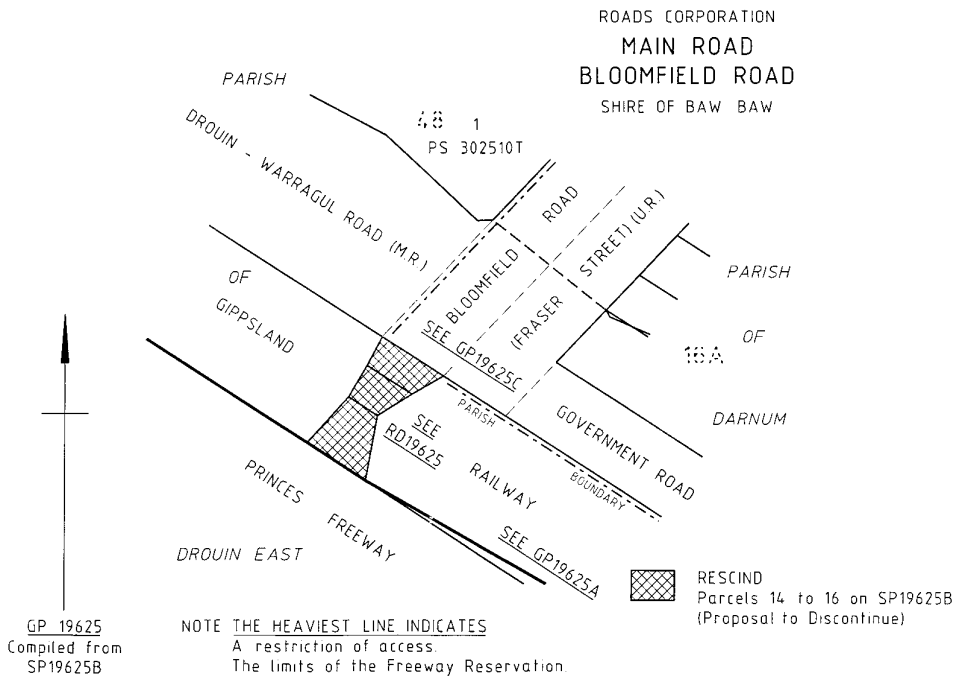 ROADS CORPORATION
MAIN ROAD
BLOOMFIELD ROAD
SHIRE OF BAW BAW
PARISH
48 1
PS 302510T
DROUIN - WARRAGUL ROAD (M.R.)
ROAD
BLOOMFIELD
STREET) (U.R.)
(FRASER
PARISH
OF
GIPPSLAND
SEE GP19625C
16A
OF
DARNUM
GOVERNMENT ROAD
PARISH
BOUNDARY
SEE
RD19625
RAILWAY
SEE GP19625A
PRINCES
FREEWAY
DROUIN EAST
RESCIND
Parcels 14 to 16 on SP19625B
(Proposal to Discontinue)
GP 19625
Compiled from
SP19625B
NOTE THE HEAVIEST LINE INDICATES
A restriction of access.
The limits of the Freeway Reservation.